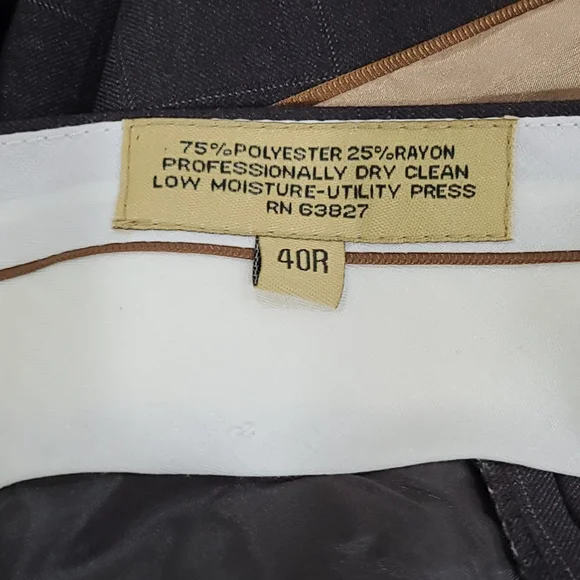 75%POLYESTER 25%RAYON
PROFESSIONALLY DRY CLEAN
LOW MOISTURE-UTILITY PRESS
RN 63827
40R